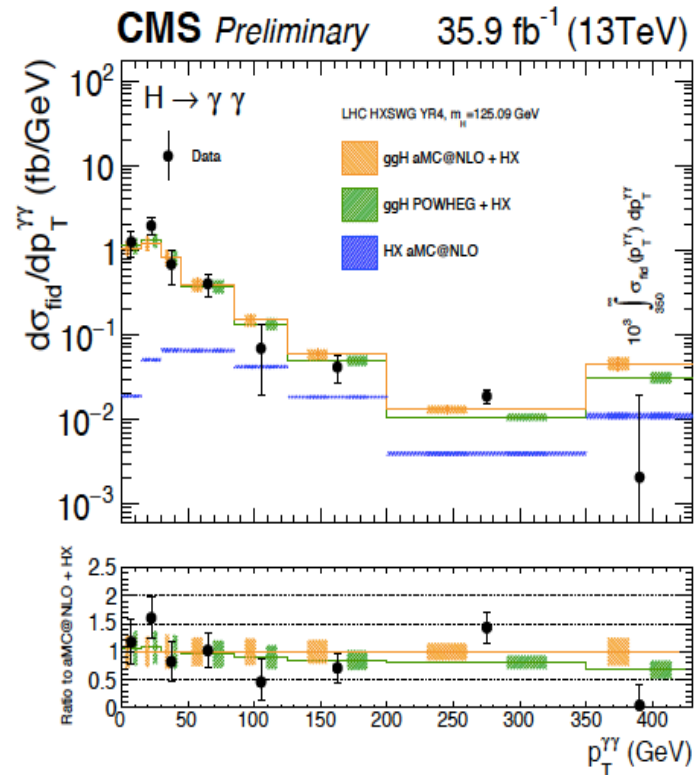 CMS Preliminary 35.9 fb⁻¹ (13TeV)
H → γ γ
LHC HXSWG YR4, m_H=125.09 GeV
Data
ggH aMC@NLO + HX
ggH POWHEG + HX
HX aMC@NLO
10³ ∫_350^∞ σ_fid (p_T^γγ) dp_T^γγ
dσ_fid/dp_T^γγ (fb/GeV)
10²
10
1
10⁻¹
10⁻²
10⁻³
Ratio to aMC@NLO + HX
2.5
2
1.5
1
0.5
0
0 50 100 150 200 250 300 350 400
p_T^γγ (GeV)